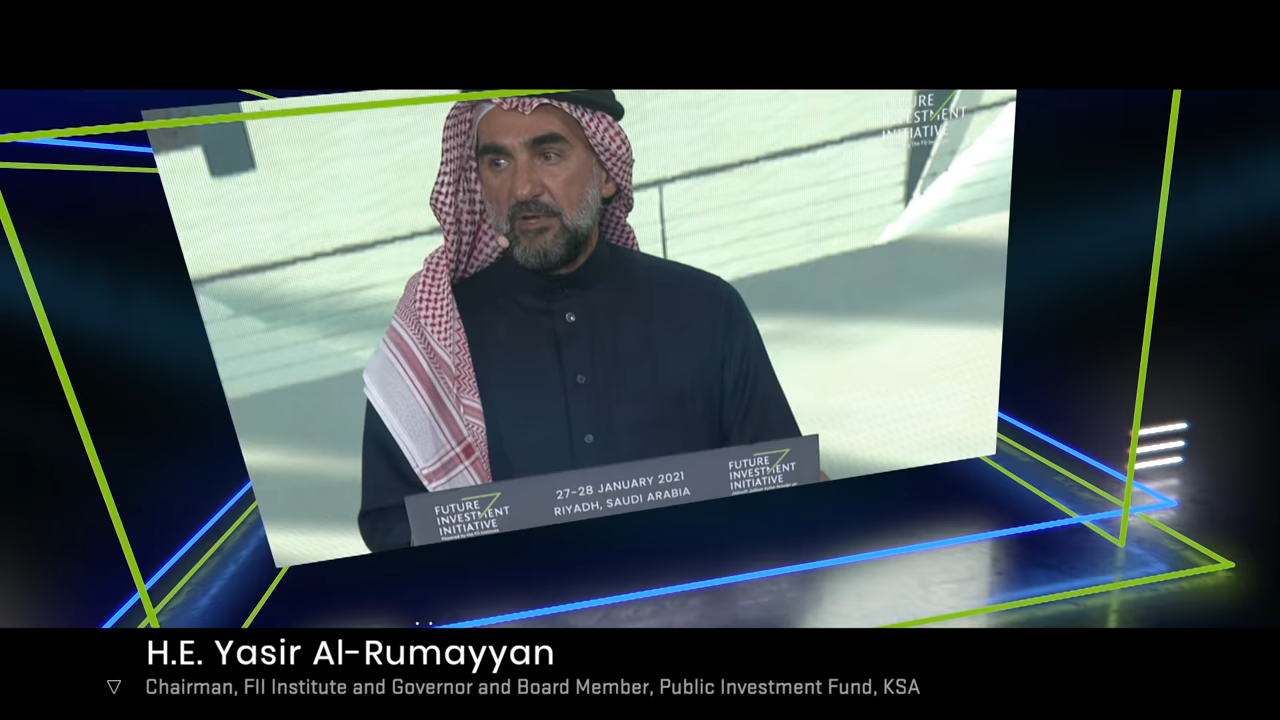 FUTURE
INVESTMENT
INITIATIVE
FUTURE
INVESTMENT
INITIATIVE
27-28 JANUARY 2021
RIYADH, SAUDI ARABIA
FUTURE
INVESTMENT
INITIATIVE
H.E. Yasir Al-Rumayyan
Chairman, FII Institute and Governor and Board Member, Public Investment Fund, KSA